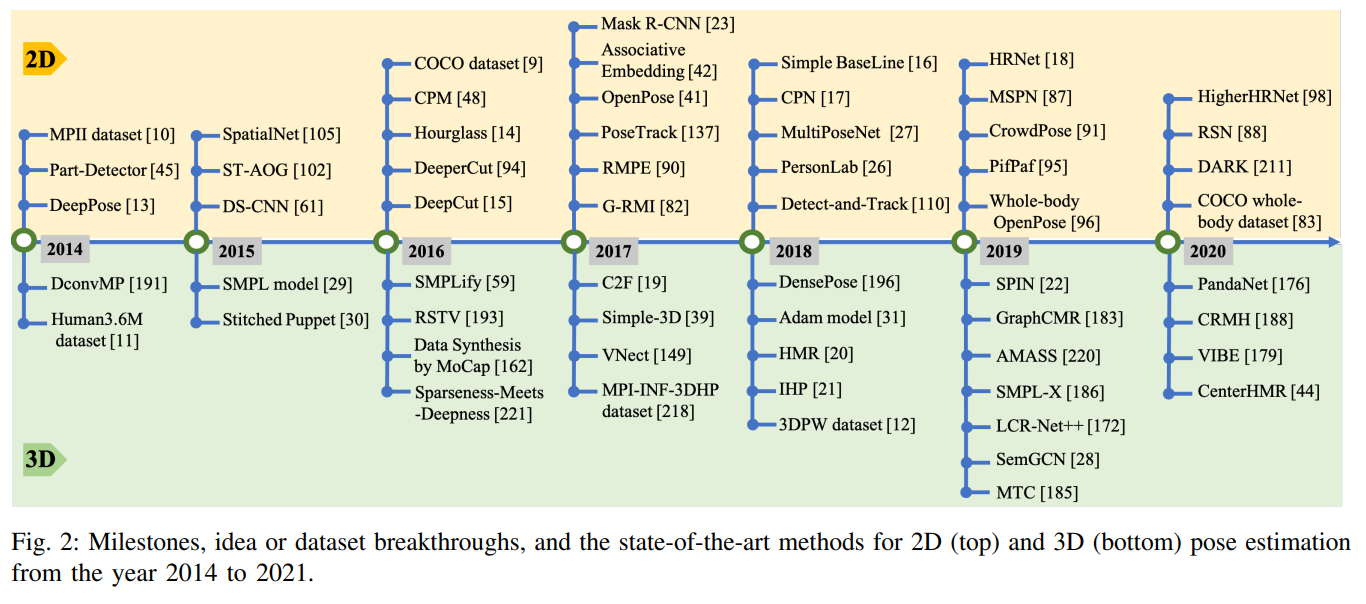 2D
MPII dataset [10]
Part-Detector [45]
DeepPose [13]
2014
DconvMP [191]
Human3.6M
dataset [11]
SpatialNet [105]
ST-AOG [102]
DS-CNN [61]
2015
SMPL model [29]
Stitched Puppet [30]
COCO dataset [9]
CPM [48]
Hourglass [14]
DeeperCut [94]
DeepCut [15]
2016
SMPLify [59]
RSTV [193]
Data Synthesis
by MoCap [162]
Sparseness-Meets
-Deepness [221]
Mask R-CNN [23]
Associative
Embedding [42]
OpenPose [41]
PoseTrack [137]
RMPE [90]
G-RMI [82]
2017
C2F [19]
Simple-3D [39]
VNect [149]
MPI-INF-3DHP
dataset [218]
Simple BaseLine [16]
CPN [17]
MultiPoseNet [27]
PersonLab [26]
Detect-and-Track [110]
2018
DensePose [196]
Adam model [31]
HMR [20]
IHP [21]
3DPW dataset [12]
HRNet [18]
MSPN [87]
CrowdPose [91]
PifPaf [95]
Whole-body
OpenPose [96]
2019
SPIN [22]
GraphCMR [183]
AMASS [220]
SMPL-X [186]
LCR-Net++ [172]
SemGCN [28]
MTC [185]
HigherHRNet [98]
RSN [88]
DARK [211]
COCO whole-
body dataset [83]
2020
PandaNet [176]
CRMH [188]
VIBE [179]
CenterHMR [44]
3D
Fig. 2: Milestones, idea or dataset breakthroughs, and the state-of-the-art methods for 2D (top) and 3D (bottom) pose estimation
from the year 2014 to 2021.